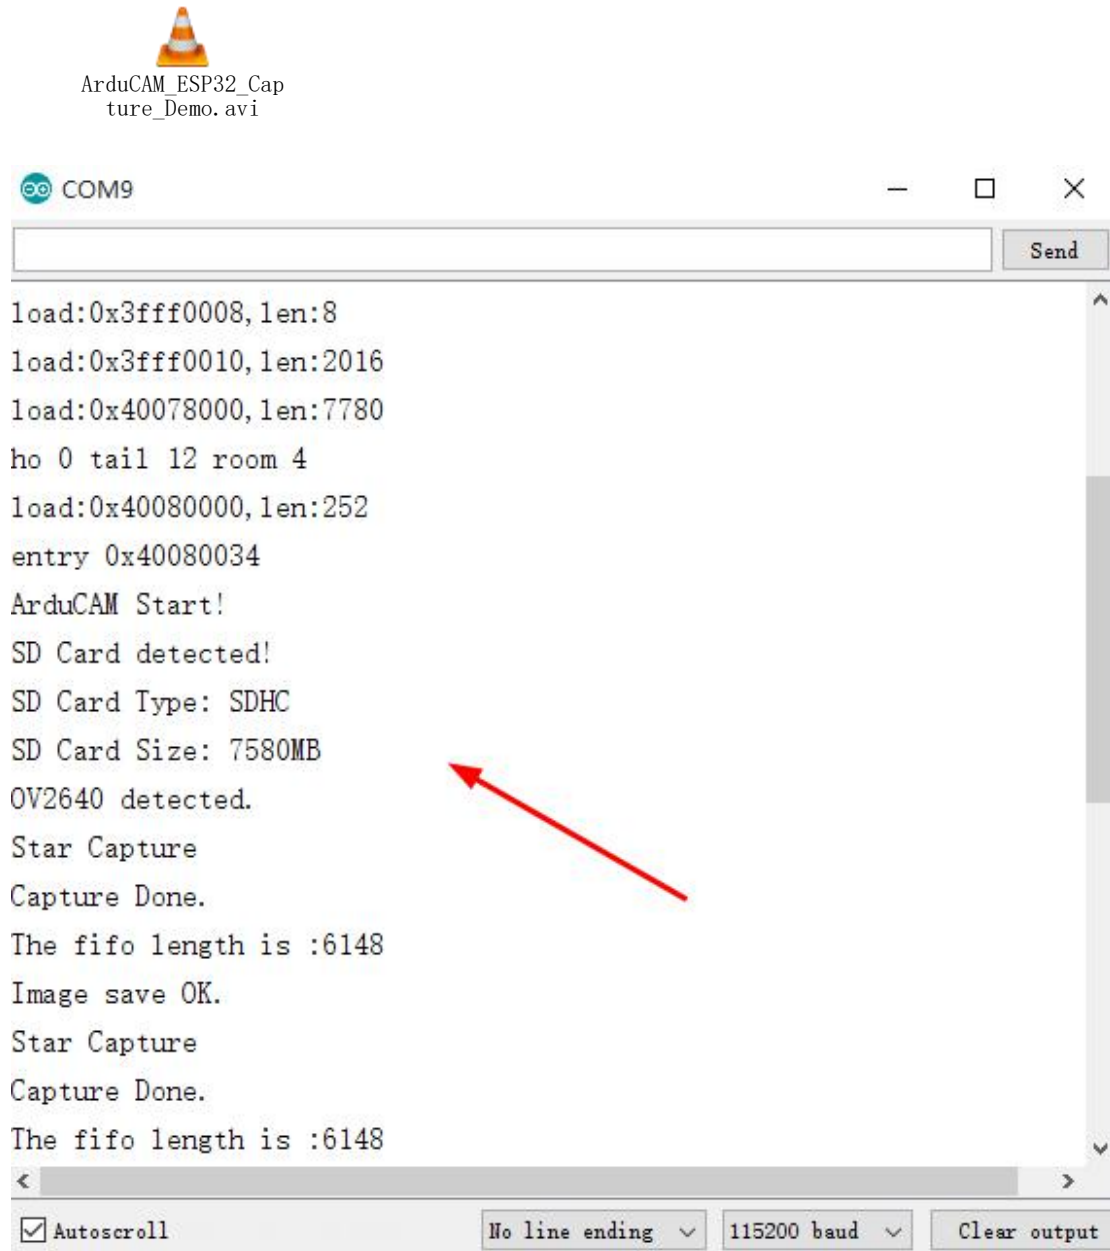 ArduCAM_ESP32_Cap
ture_Demo.avi
COM9
Send
load:0x3fff0008,len:8
load:0x3fff0010,len:2016
load:0x40078000,len:7780
ho 0 tail 12 room 4
load:0x40080000,len:252
entry 0x40080034
ArduCAM Start!
SD Card detected!
SD Card Type: SDHC
SD Card Size: 7580MB
OV2640 detected.
Star Capture
Capture Done.
The fifo length is :6148
Image save OK.
Star Capture
Capture Done.
The fifo length is :6148
Autoscroll
No line ending
115200 baud
Clear output